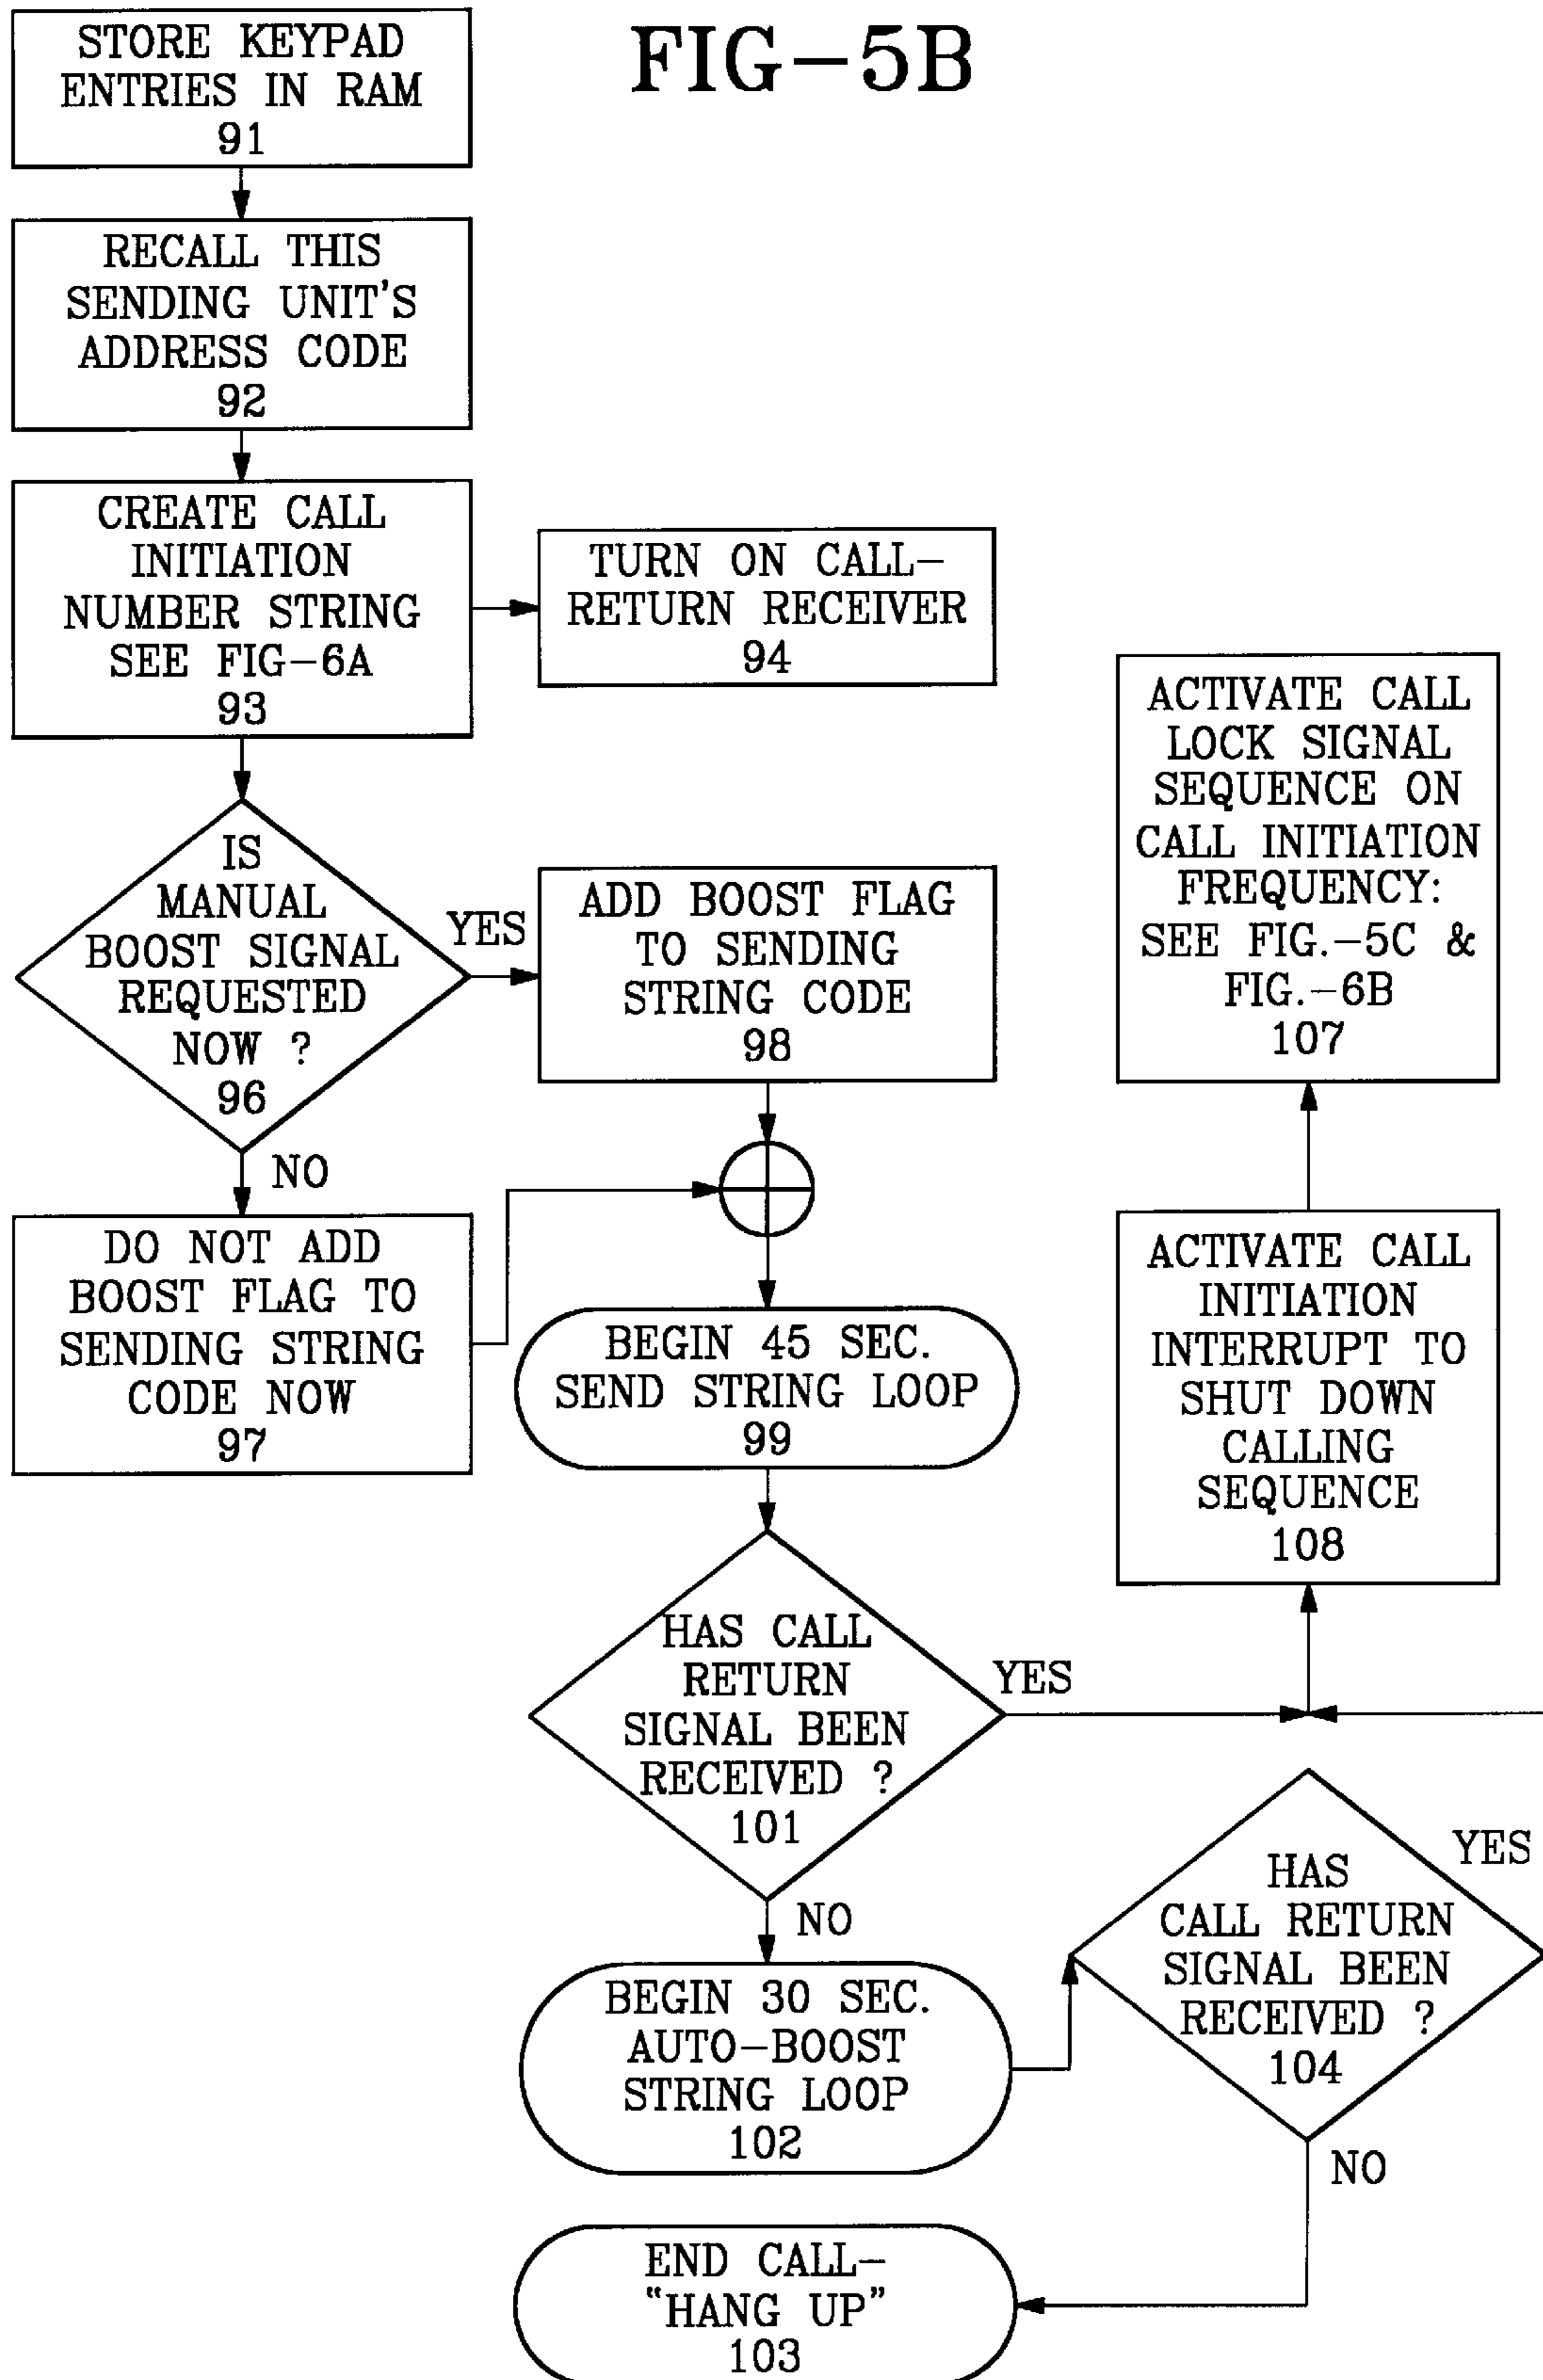 FIG-5B
STORE KEYPAD
ENTRIES IN RAM
91
RECALL THIS
SENDING UNIT'S
ADDRESS CODE
92
CREATE CALL
INITIATION
NUMBER STRING
SEE FIG-6A
93
TURN ON CALL-
RETURN RECEIVER
94
IS
MANUAL
BOOST SIGNAL
REQUESTED
NOW ?
96
YES
ADD BOOST FLAG
TO SENDING
STRING CODE
98
NO
DO NOT ADD
BOOST FLAG TO
SENDING STRING
CODE NOW
97
BEGIN 45 SEC.
SEND STRING LOOP
99
HAS CALL
RETURN
SIGNAL BEEN
RECEIVED ?
101
YES
ACTIVATE CALL
LOCK SIGNAL
SEQUENCE ON
CALL INITIATION
FREQUENCY:
SEE FIG.-5C &
FIG.-6B
107
ACTIVATE CALL
INITIATION
INTERRUPT TO
SHUT DOWN
CALLING
SEQUENCE
108
NO
BEGIN 30 SEC.
AUTO-BOOST
STRING LOOP
102
HAS
CALL RETURN
SIGNAL BEEN
RECEIVED ?
104
YES
NO
END CALL-
"HANG UP"
103